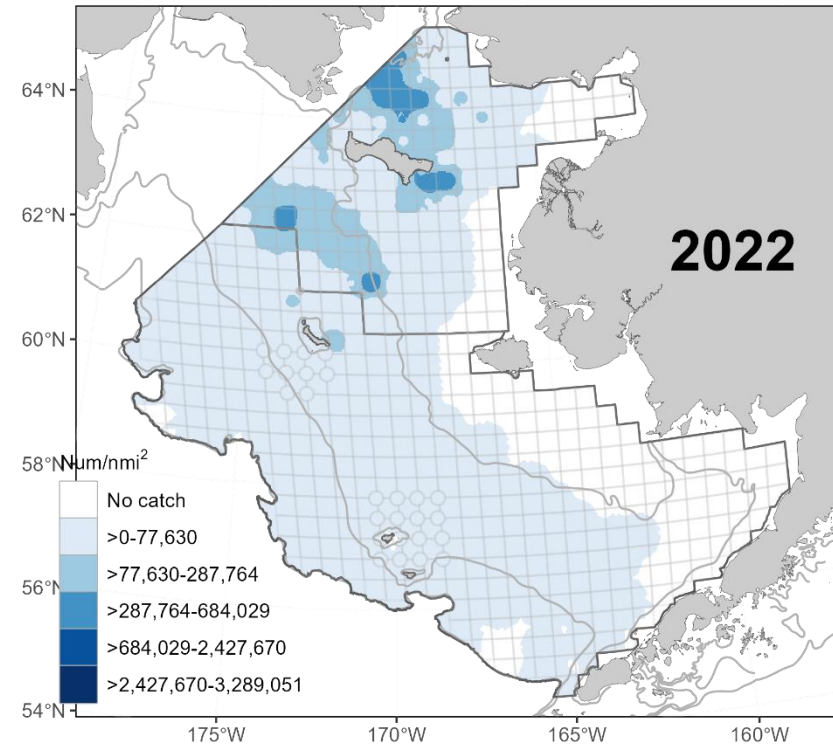 64°N
62°N
2022
60°N
58°N
Num/nmi²
No catch
>0-77,630
>77,630-287,764
56°N
>287,764-684,029
>684,029-2,427,670
>2,427,670-3,289,051
54°N
175°W 170°W 165°W 160°W